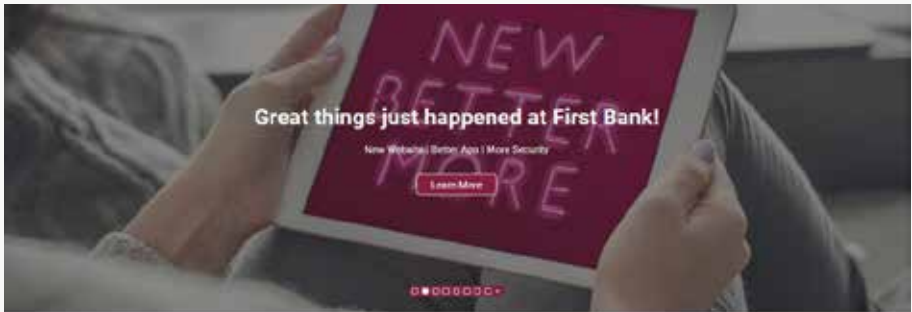 NEW
BETTER
MORE
Great things just happened at First Bank!
New Website | Better App | More Security
Learn More